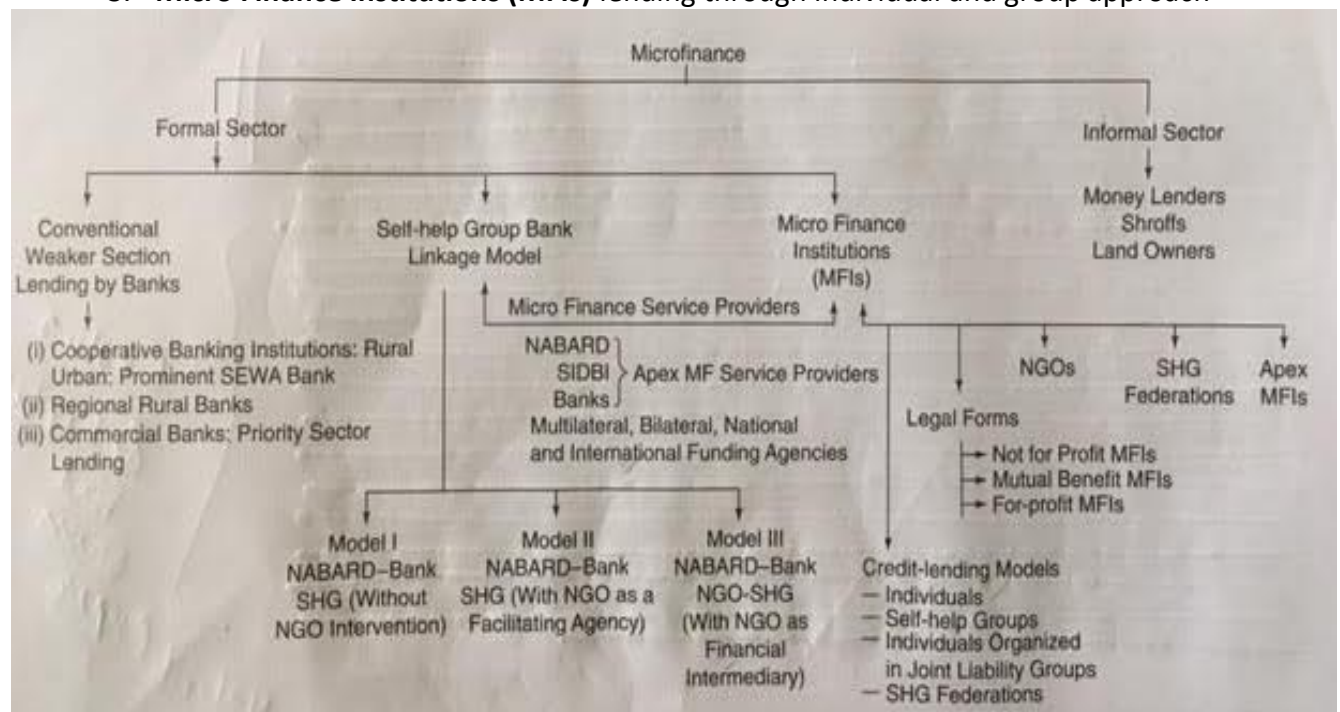 Micro Finance Institutions (MFIs) lending through individual and group approach
Microfinance
Formal Sector
Informal Sector
Money Lenders
Shroffs
Land Owners
Conventional
Weaker Section
Lending by Banks
Self-help Group Bank
Linkage Model
Micro Finance
Institutions
(MFIs)
Micro Finance Service Providers
(i) Cooperative Banking Institutions: Rural
Urban: Prominent SEWA Bank
(ii) Regional Rural Banks
(iii) Commercial Banks: Priority Sector
Lending
NABARD
SIDBI
Banks
Apex MF Service Providers
Multilateral, Bilateral, National
and International Funding Agencies
NGOs
SHG
Federations
Apex
MFIs
Legal Forms
Not for Profit MFIs
Mutual Benefit MFIs
For-profit MFIs
Model I
NABARD–Bank
SHG (Without
NGO Intervention)
Model II
NABARD–Bank
SHG (With NGO as a
Facilitating Agency)
Model III
NABARD–Bank
NGO-SHG
(With NGO as
Financial
Intermediary)
Credit-lending Models
— Individuals
— Self-help Groups
— Individuals Organized
in Joint Liability Groups
— SHG Federations